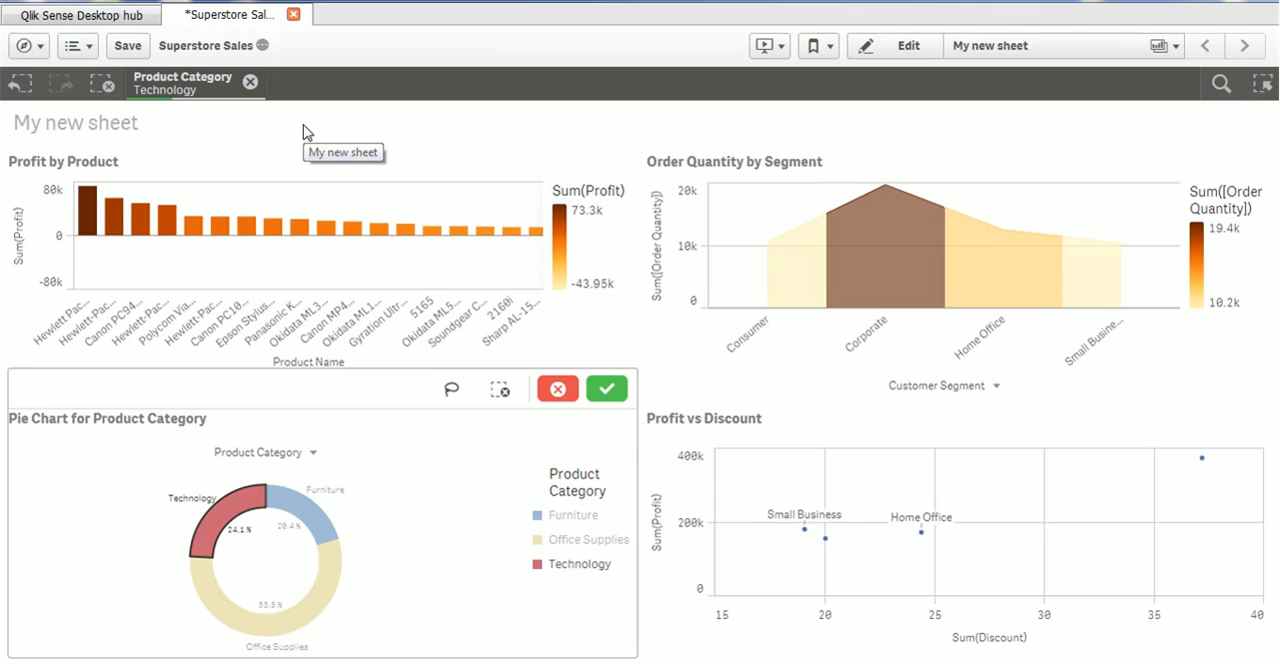 Qlik Sense Desktop hub
*Superstore Sal...
Save
Superstore Sales
Edit
My new sheet
Product Category
Technology
My new sheet
My new sheet
Profit by Product
80k
0
-80k
Sum(Profit)
Hewlett-Pac...
Hewlett-Pac...
Canon PC94...
Hewlett-Pac...
Polycom Via...
Hewlett-Pac...
Canon PC10...
Epson Stylus...
Panasonic K...
Okidata ML3...
Canon MP4...
Okidata ML1...
Gyration Ultr...
5165
Okidata ML5...
Soundgear C...
2160i
Sharp AL-15...
Product Name
Sum(Profit)
73.3k
-43.95k
Order Quantity by Segment
20k
10k
0
Sum([Order Quantity])
Consumer
Corporate
Home Office
Small Busine...
Customer Segment
Sum([Order
Quantity])
19.4k
10.2k
Pie Chart for Product Category
Product Category
Technology
Furniture
24.1 %
20.4 %
55.5 %
Office Supplies
Product
Category
Furniture
Office Supplies
Technology
Profit vs Discount
400k
200k
0
Sum(Profit)
Small Business
Home Office
15 20 25 30 35 40
Sum(Discount)